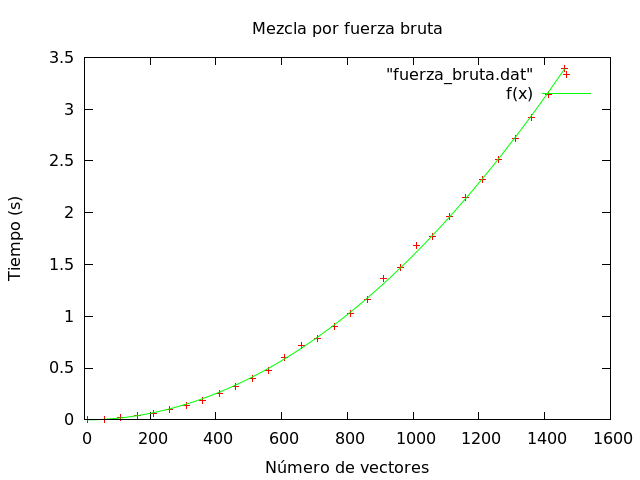 Mezcla por fuerza bruta
3.5
"fuerza_bruta.dat"
f(x)
3
2.5
2
1.5
1
0.5
0
Tiempo (s)
0 200 400 600 800 1000 1200 1400 1600
Número de vectores